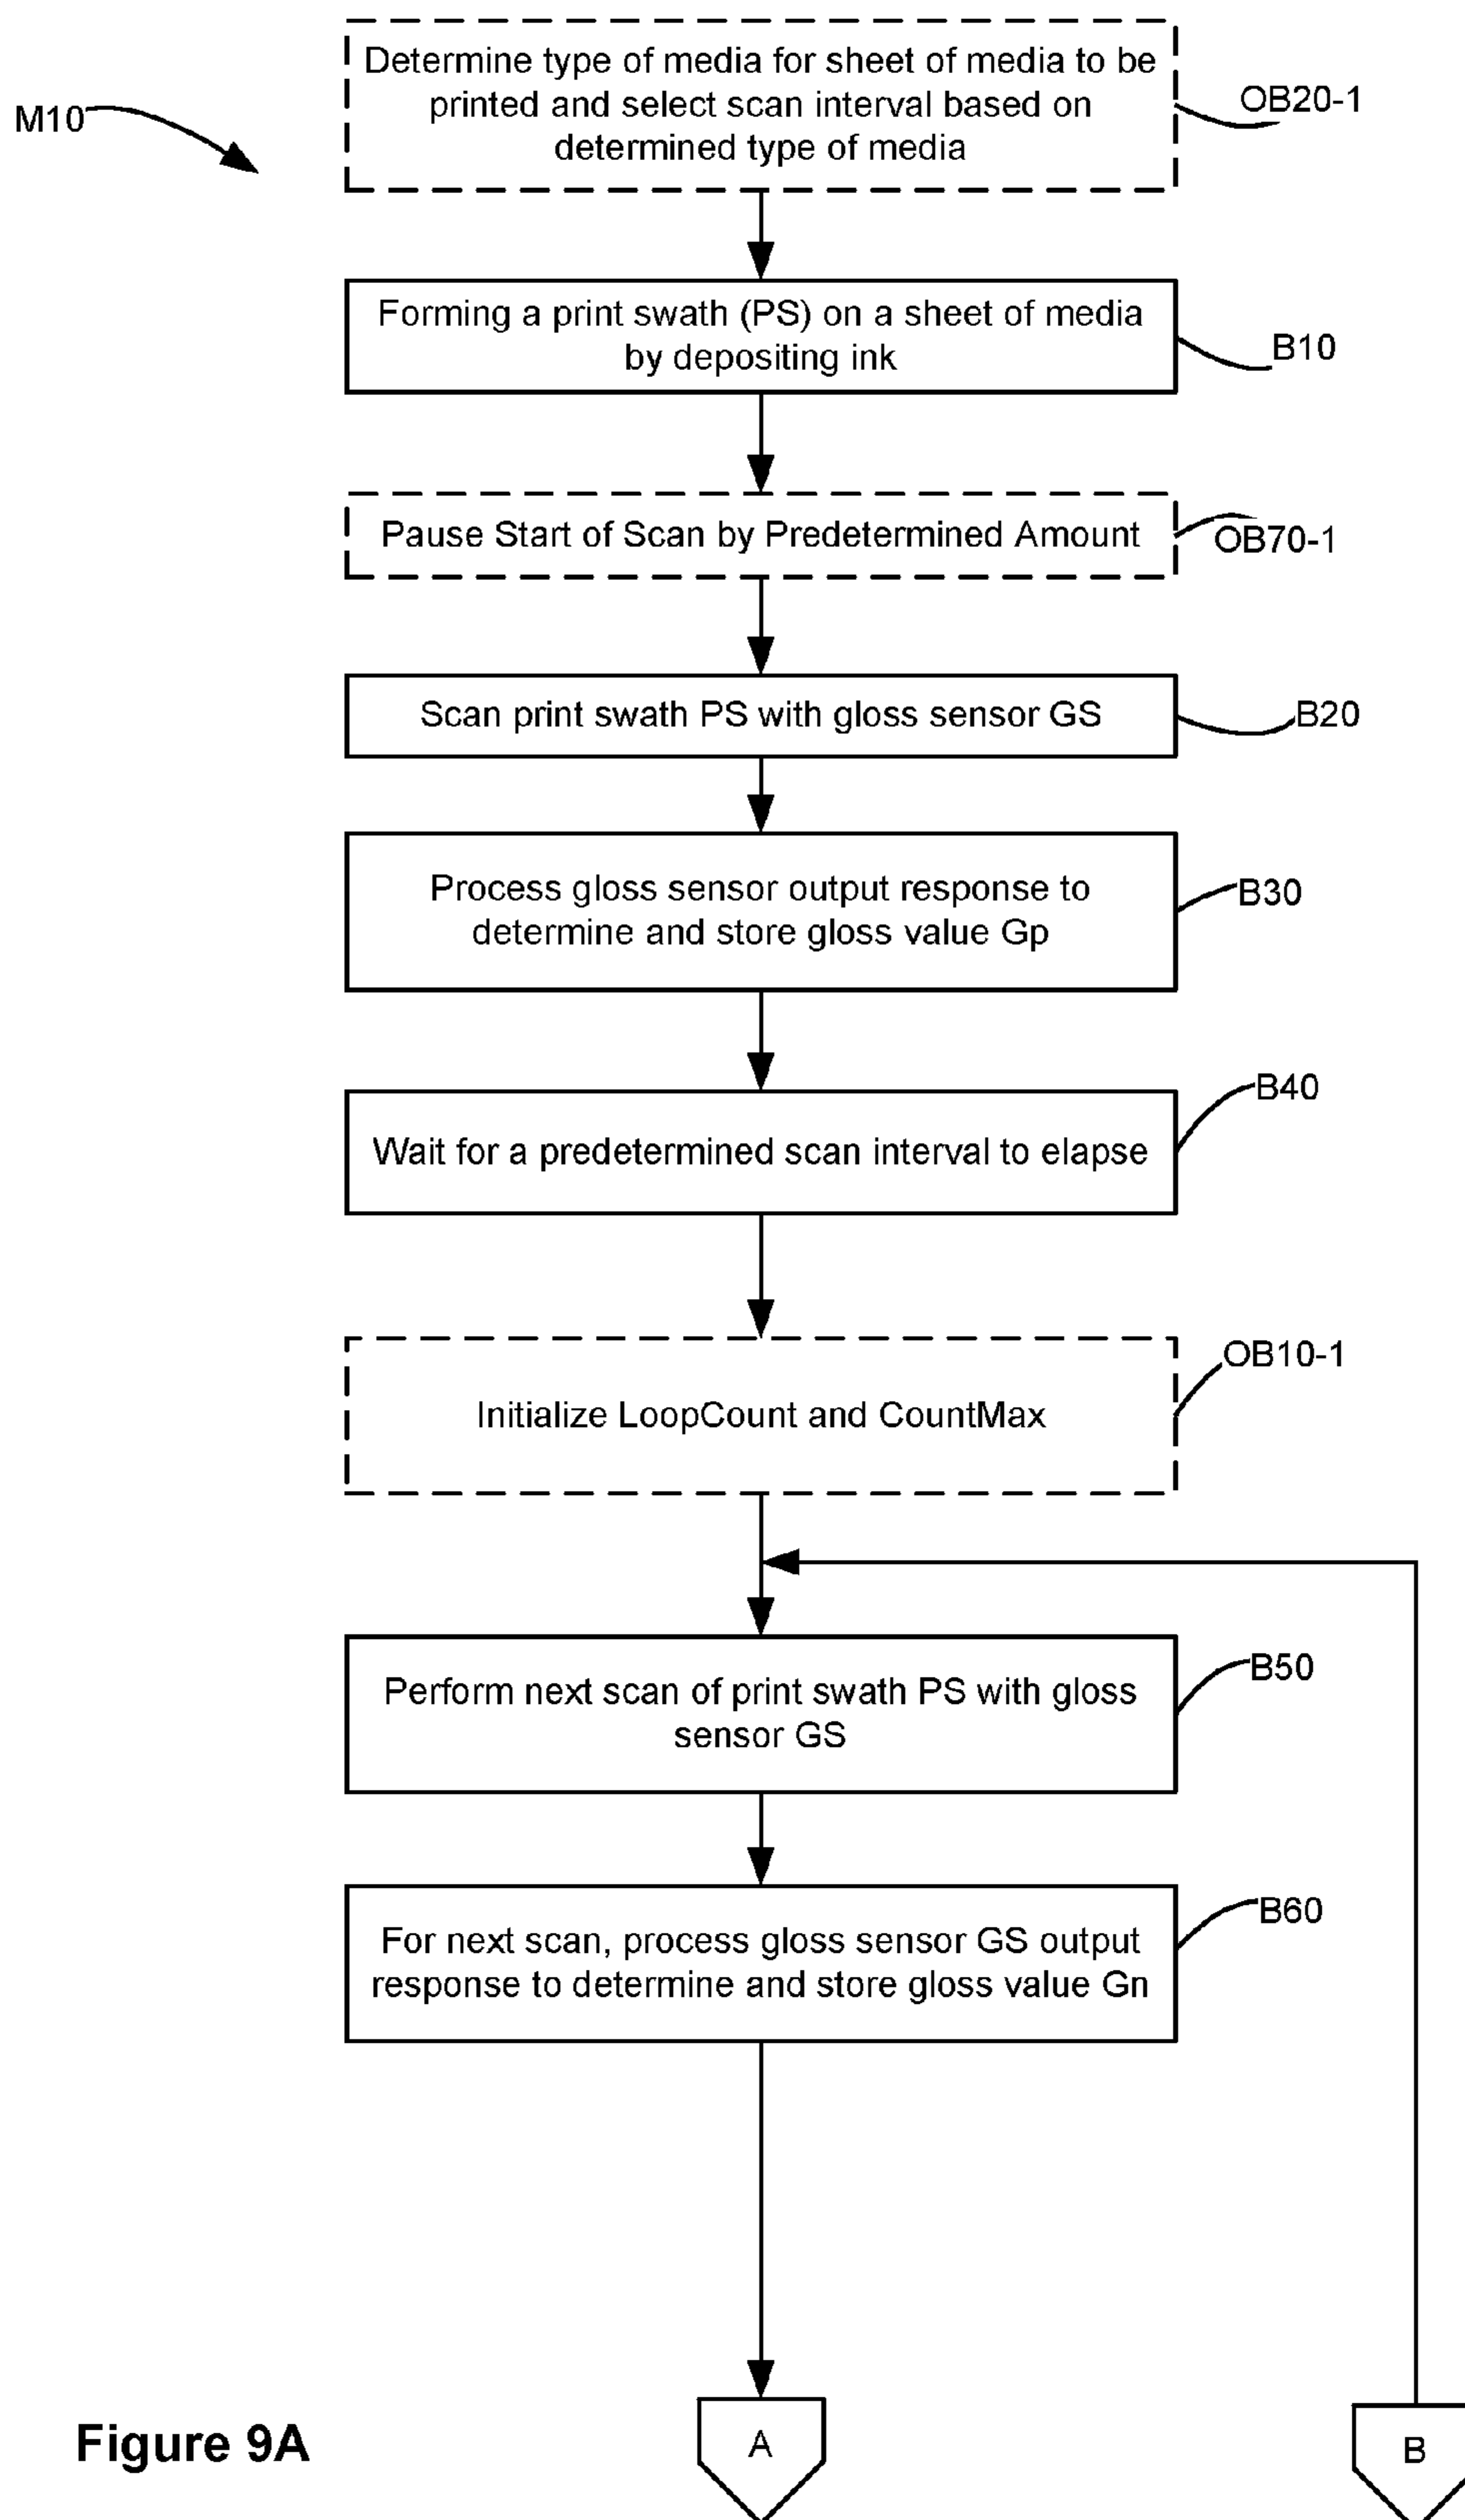 Determine type of media for sheet of media to be
printed and select scan interval based on
determined type of media
OB20-1
M10
Forming a print swath (PS) on a sheet of media
by depositing ink
B10
Pause Start of Scan by Predetermined Amount
OB70-1
Scan print swath PS with gloss sensor GS
B20
Process gloss sensor output response to
determine and store gloss value Gp
B30
Wait for a predetermined scan interval to elapse
B40
Initialize LoopCount and CountMax
OB10-1
Perform next scan of print swath PS with gloss
sensor GS
B50
For next scan, process gloss sensor GS output
response to determine and store gloss value Gn
B60
Figure 9A
A
B